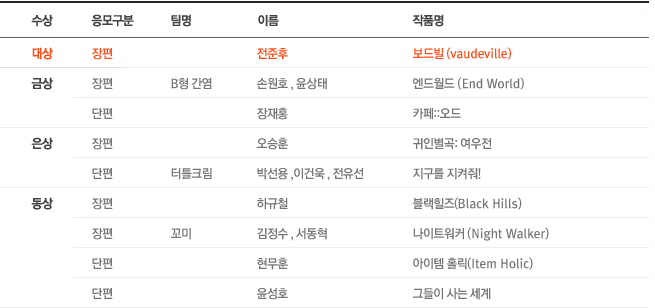 수상 응모구분 팀명 이름 작품명
대상 장편 전준후 보드빌 (vaudeville)
금상 장편 B형 간염 손원호 , 윤상태 엔드월드 (End World)
단편 장재홍 카페::오드
은상 장편 오승훈 귀인별곡: 여우전
단편 터틀크림 박선용 ,이건욱 , 전유선 지구를 지켜줘!
동상 장편 하규철 블랙힐즈(Black Hills)
장편 꼬미 김정수 , 서동혁 나이트워커 (Night Walker)
단편 현무훈 아이템 홀릭(Item Holic)
단편 윤성호 그들이 사는 세계